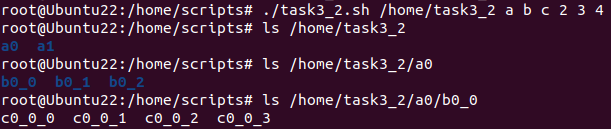 root@Ubuntu22:/home/scripts# ./task3_2.sh /home/task3_2 a b c 2 3 4
root@Ubuntu22:/home/scripts# ls /home/task3_2
a0  a1
root@Ubuntu22:/home/scripts# ls /home/task3_2/a0
b0_0  b0_1  b0_2
root@Ubuntu22:/home/scripts# ls /home/task3_2/a0/b0_0
c0_0_0  c0_0_1  c0_0_2  c0_0_3